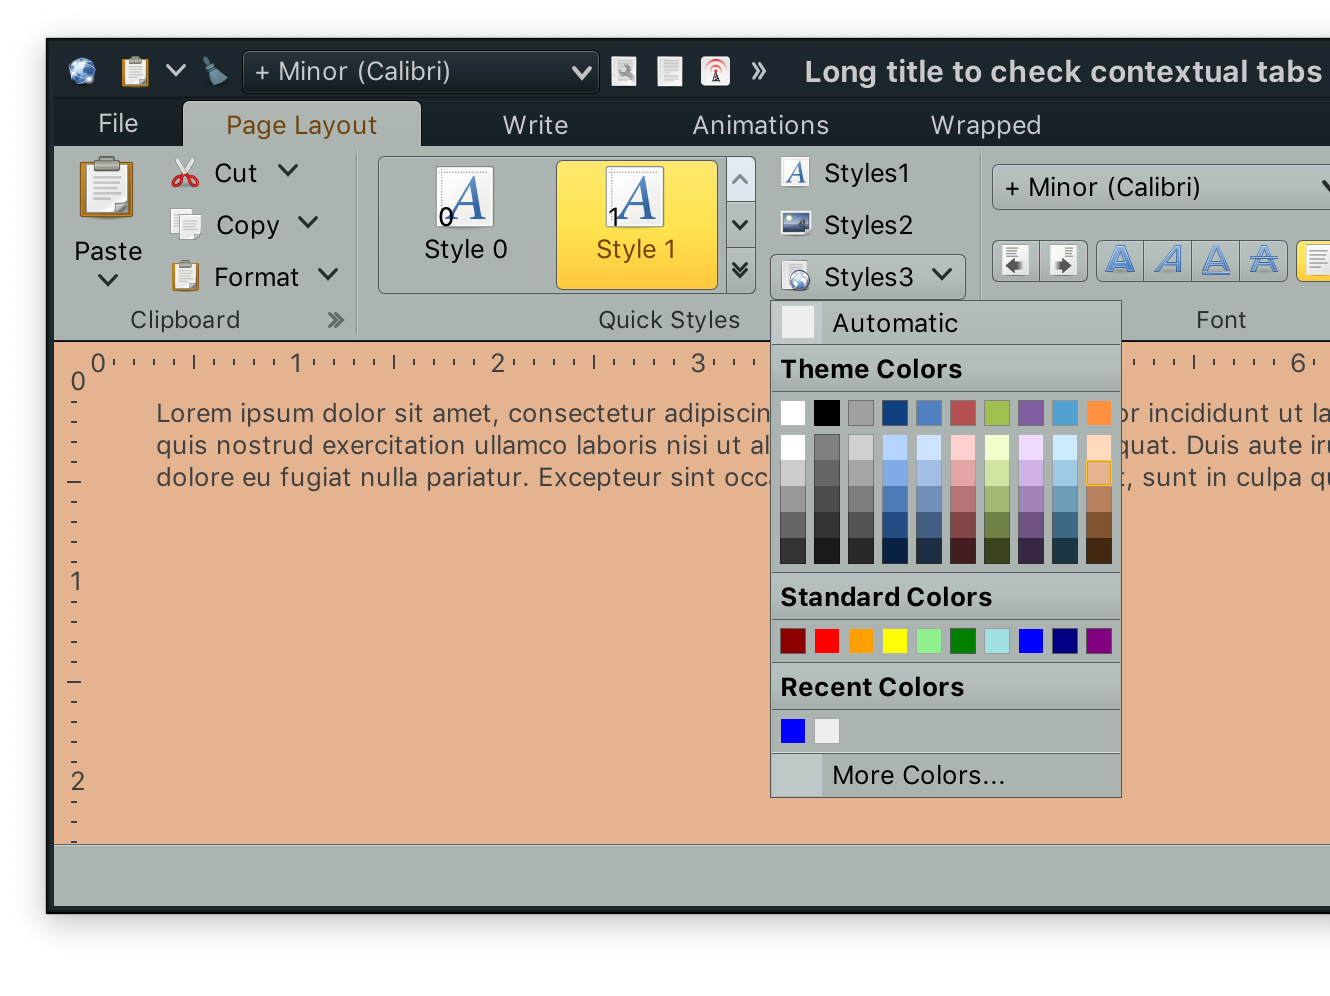 + Minor (Calibri)
Long title to check contextual tabs
File
Page Layout
Write
Animations
Wrapped
Paste
Cut
Copy
Format
Clipboard
0
Style 0
1
Style 1
Quick Styles
Styles1
Styles2
Styles3
+ Minor (Calibri)
Font
Automatic
Theme Colors
Standard Colors
Recent Colors
More Colors...
0 1 2 3 6
0
1
2
Lorem ipsum dolor sit amet, consectetur adipiscin or incididunt ut la
quis nostrud exercitation ullamco laboris nisi ut al quat. Duis aute iru
dolore eu fugiat nulla pariatur. Excepteur sint occa t, sunt in culpa qu